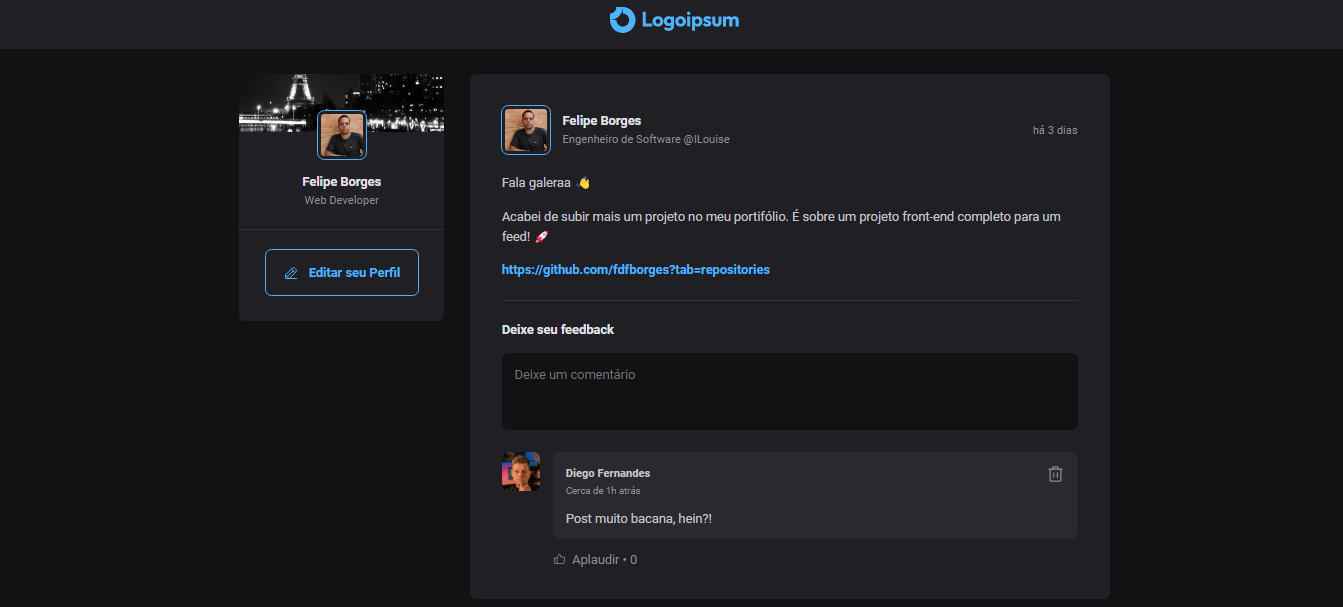 Logoipsum
Felipe Borges
Web Developer
Editar seu Perfil
Felipe Borges
Engenheiro de Software @ILouise
há 3 dias
Fala galeraa 👋
Acabei de subir mais um projeto no meu portifólio. É sobre um projeto front-end completo para um
feed! 🚀
https://github.com/fdfborges?tab=repositories
Deixe seu feedback
Deixe um comentário
Diego Fernandes
Cerca de 1h atrás
Post muito bacana, hein?!
Aplaudir • 0